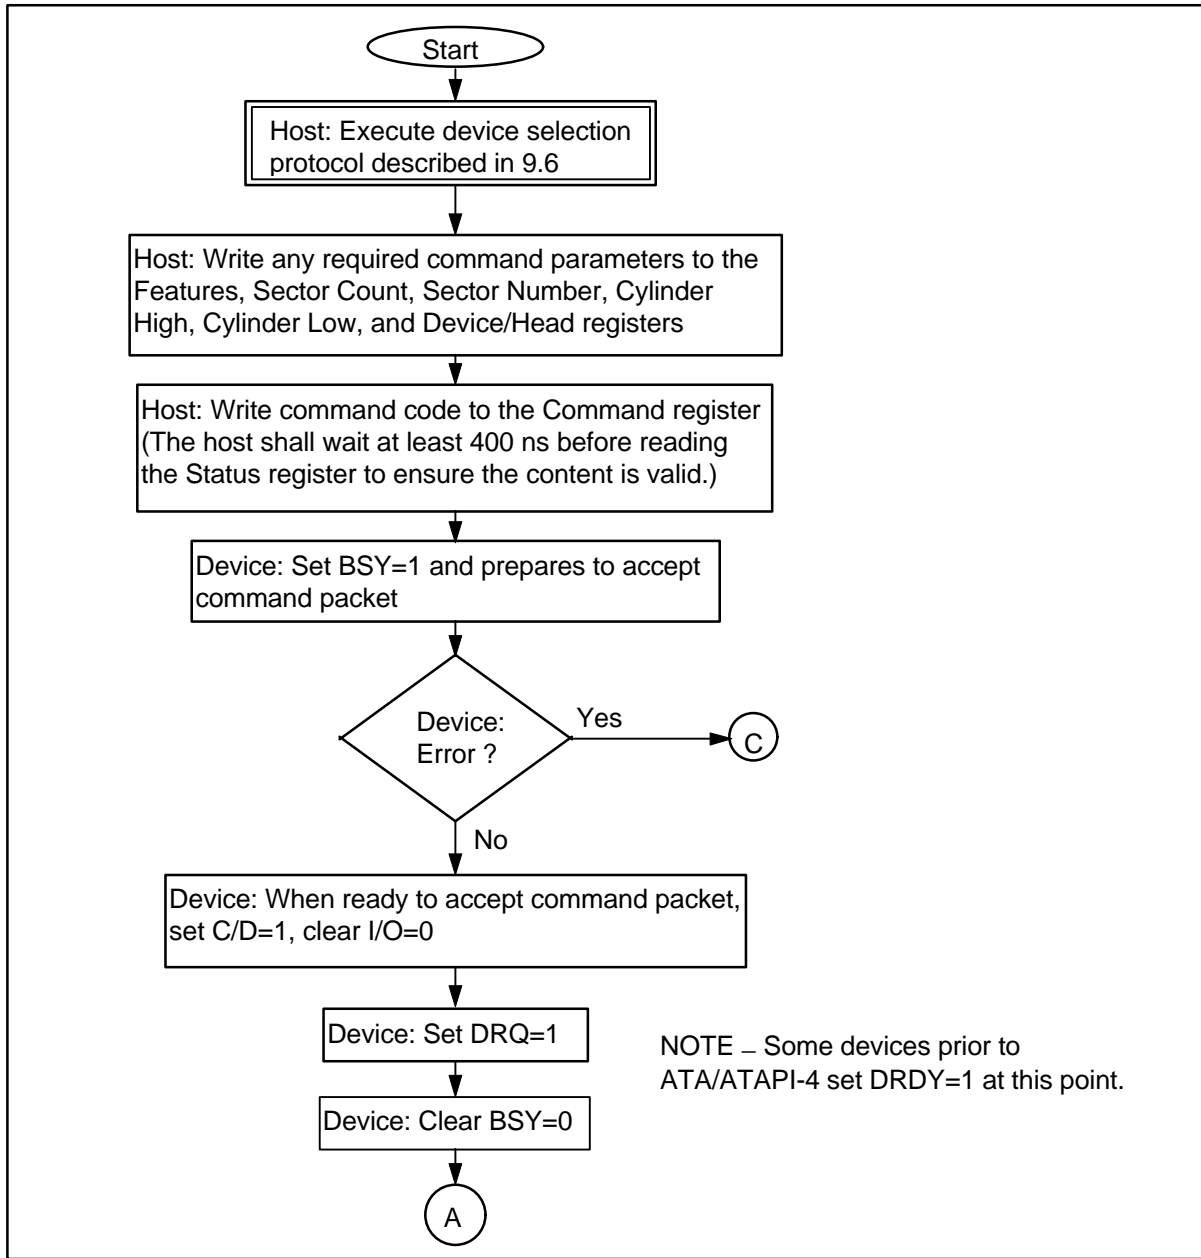 Start
Host: Execute device selection
protocol described in 9.6
Host: Write any required command parameters to the
Features, Sector Count, Sector Number, Cylinder
High, Cylinder Low, and Device/Head registers
Host: Write command code to the Command register
(The host shall wait at least 400 ns before reading
the Status register to ensure the content is valid.)
Device: Set BSY=1 and prepares to accept
command packet
Device:
Error ?
Yes
C
No
Device: When ready to accept command packet,
set C/D=1, clear I/O=0
Device: Set DRQ=1
NOTE – Some devices prior to
ATA/ATAPI-4 set DRDY=1 at this point.
Device: Clear BSY=0
A